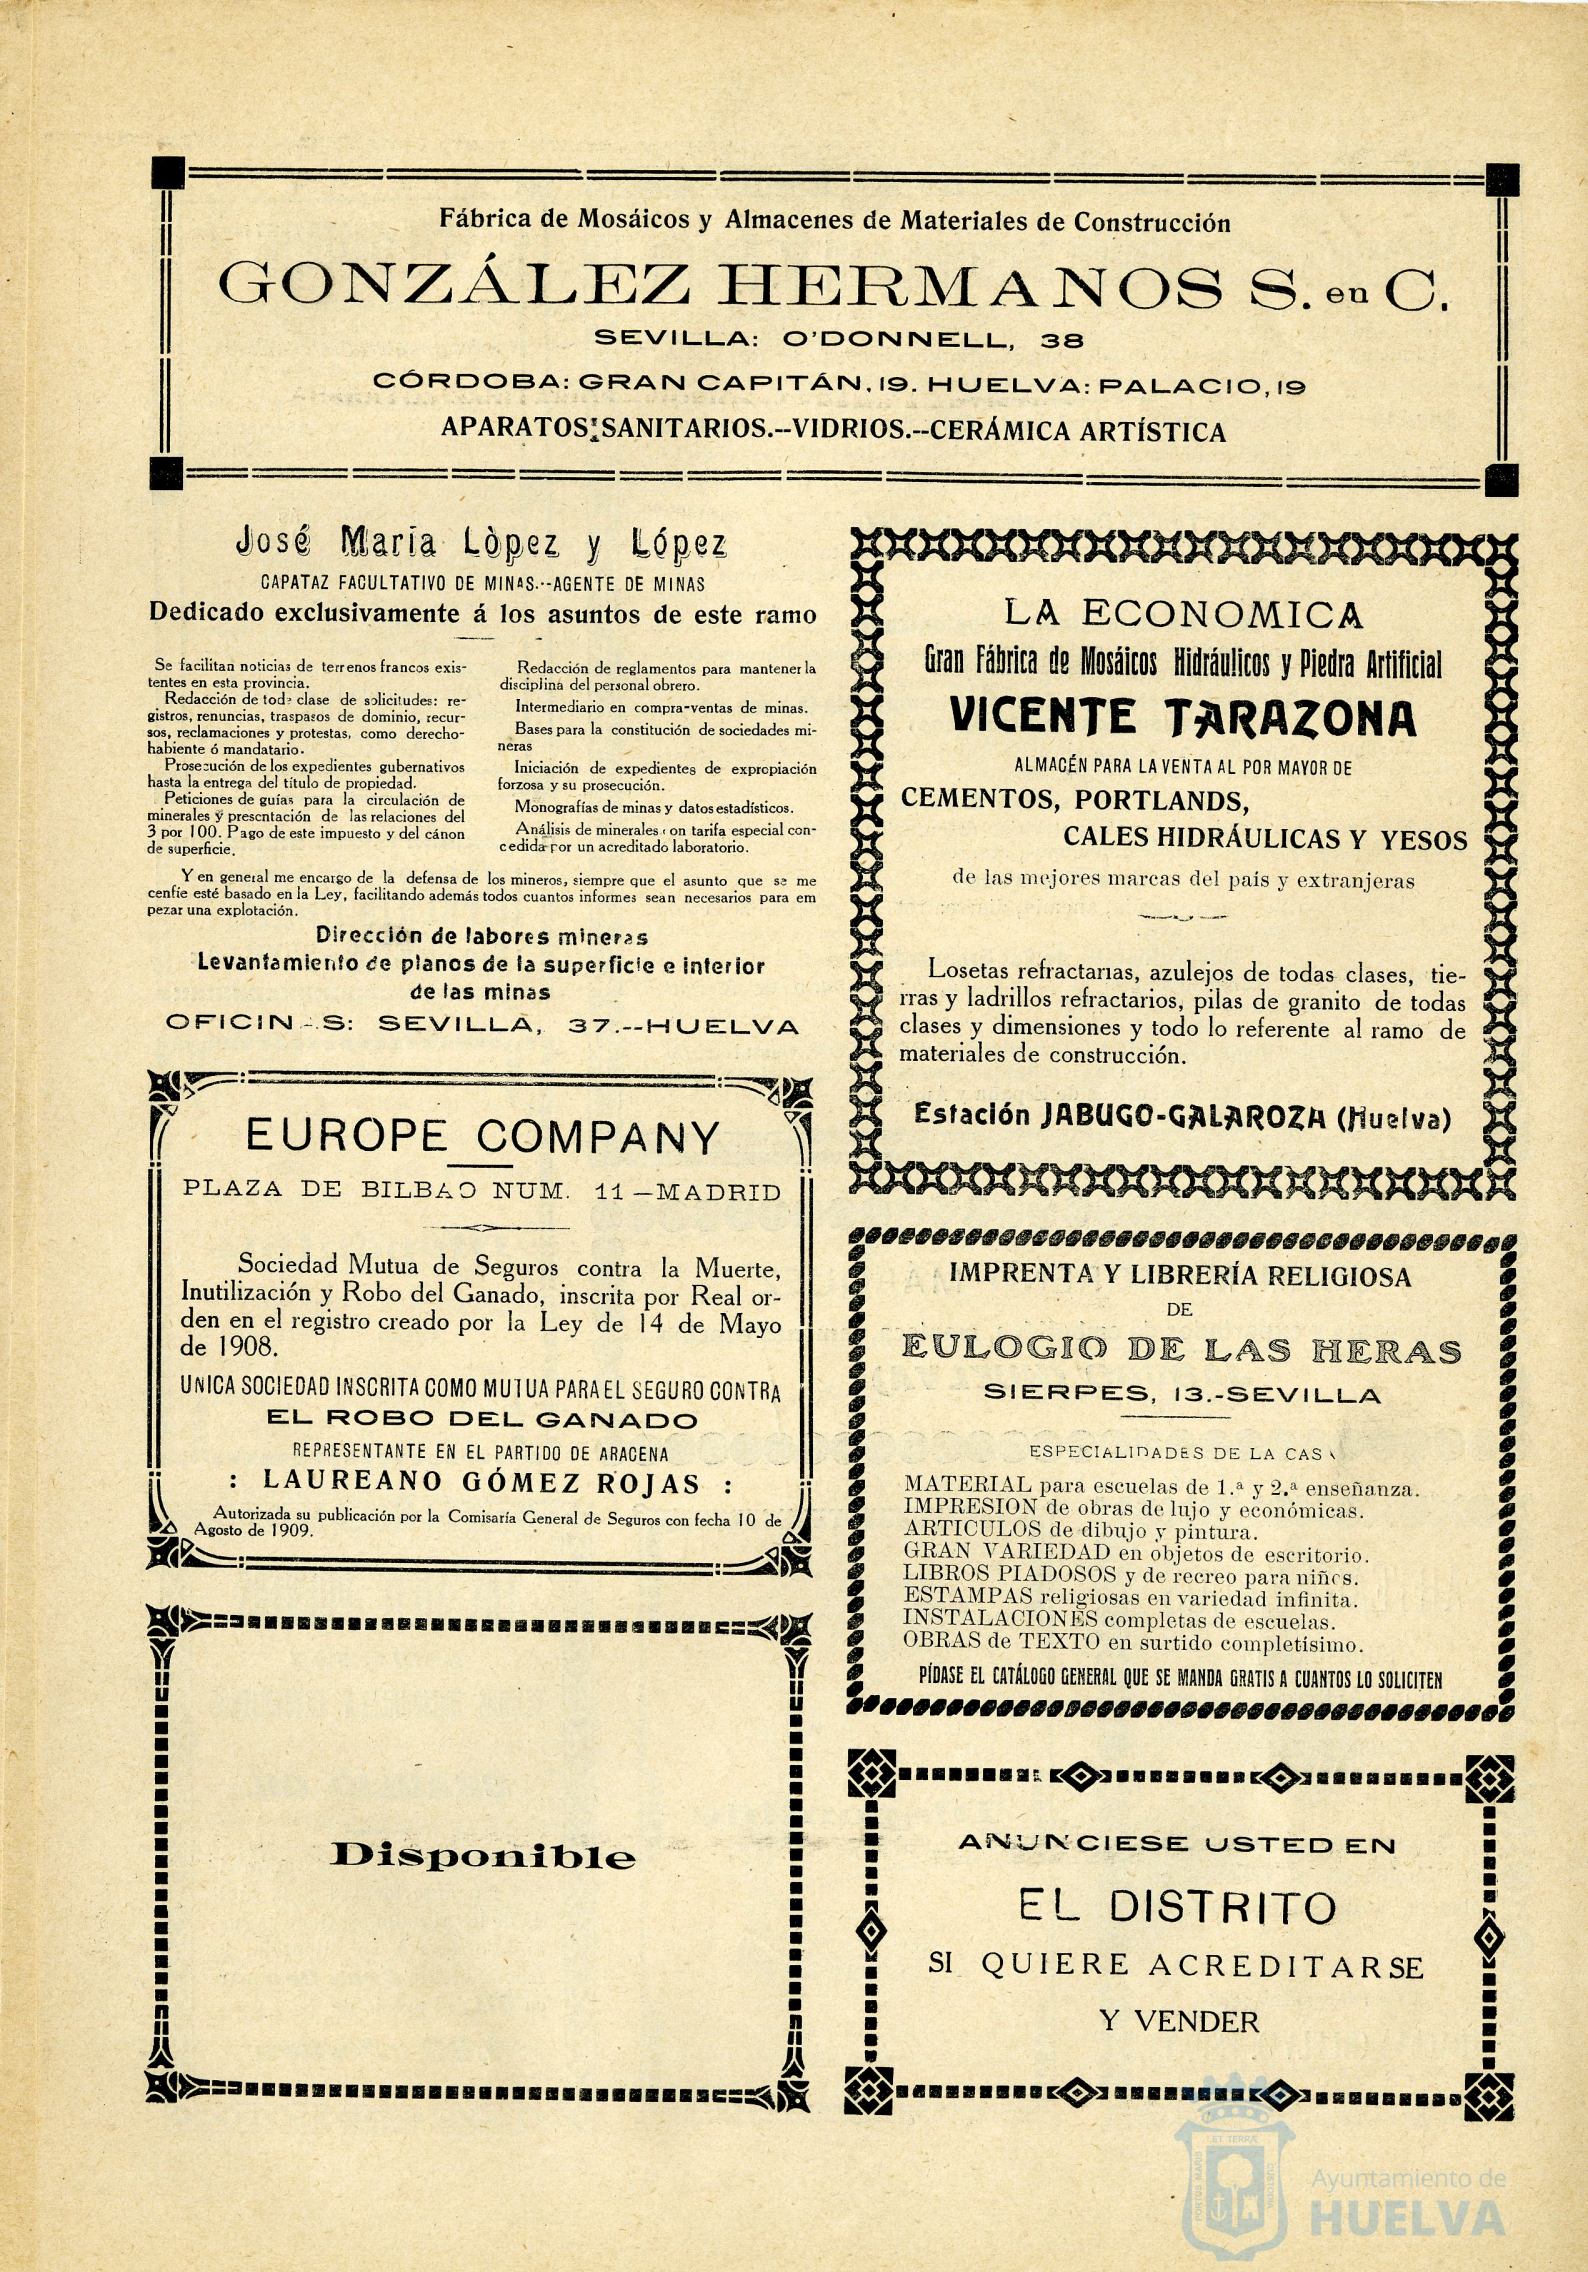 Fábrica de Mosáicos y Almacenes de Materiales de Construcción
GONZÁLEZ HERMANOS S. en C.
SEVILLA: O'DONNELL, 38
CÓRDOBA: GRAN CAPITÁN, 19. HUELVA: PALACIO, 19
APARATOS SANITARIOS.--VIDRIOS.--CERÁMICA ARTÍSTICA
José Maria Lòpez y López
CAPATAZ FACULTATIVO DE MINAS.--AGENTE DE MINAS
Dedicado exclusivamente á los asuntos de este ramo
Se facilitan noticias de terrenos francos exis-
tentes en esta provincia.
Redacción de toda clase de solicitudes: re-
gistros, renuncias, traspasos de dominio, recur-
sos, reclamaciones y protestas, como derecho-
habiente ó mandatario.
Prosecución de los expedientes gubernativos
hasta la entrega del título de propiedad.
Peticiones de guías para la circulación de
minerales y presentación de las relaciones del
3 por 100. Pago de este impuesto y del cánon
de superficie.
Redacción de reglamentos para mantener la
disciplina del personal obrero.
Intermediario en compra-ventas de minas.
Bases para la constitución de sociedades mi-
neras
Iniciación de expedientes de expropiación
forzosa y su prosecución.
Monografías de minas y datos estadísticos.
Análisis de minerales con tarifa especial con-
cedida por un acreditado laboratorio.
Y en general me encargo de la defensa de los mineros, siempre que el asunto que se me
cenfíe esté basado en la Ley, facilitando además todos cuantos informes sean necesarios para em
pezar una explotación.
Dirección de labores mineras
Levantamiento de planos de la superficie e interior
de las minas
OFICINAS: SEVILLA, 37.--HUELVA
LA ECONOMICA
Gran Fábrica de Mosáicos Hidráulicos y Piedra Artificial
VICENTE TARAZONA
ALMACÉN PARA LA VENTA AL POR MAYOR DE
CEMENTOS, PORTLANDS,
CALES HIDRÁULICAS Y YESOS
de las mejores marcas del país y extranjeras
Losetas refractarias, azulejos de todas clases, tie-
rras y ladrillos refractarios, pilas de granito de todas
clases y dimensiones y todo lo referente al ramo de
materiales de construcción.
Estación JABUGO-GALAROZA (Huelva)
EUROPE COMPANY
PLAZA DE BILBAO NUM. 11—MADRID
Sociedad Mutua de Seguros contra la Muerte,
Inutilización y Robo del Ganado, inscrita por Real or-
den en el registro creado por la Ley de 14 de Mayo
de 1908.
UNICA SOCIEDAD INSCRITA COMO MUTUA PARA EL SEGURO CONTRA
EL ROBO DEL GANADO
REPRESENTANTE EN EL PARTIDO DE ARACENA
: LAUREANO GÓMEZ ROJAS :
Autorizada su publicación por la Comisaría General de Seguros con fecha 10 de
Agosto de 1909.
IMPRENTA Y LIBRERÍA RELIGIOSA
DE
EULOGIO DE LAS HERAS
SIERPES, 13.-SEVILLA
ESPECIALIDADES DE LA CASA
MATERIAL para escuelas de 1.ª y 2.ª enseñanza.
IMPRESION de obras de lujo y económicas.
ARTICULOS de dibujo y pintura.
GRAN VARIEDAD en objetos de escritorio.
LIBROS PIADOSOS y de recreo para niños.
ESTAMPAS religiosas en variedad infinita.
INSTALACIONES completas de escuelas.
OBRAS de TEXTO en surtido completísimo.
PÍDASE EL CATÁLOGO GENERAL QUE SE MANDA GRATIS A CUANTOS LO SOLICITEN
Disponible
ANUNCIESE USTED EN
EL DISTRITO
SI QUIERE ACREDITARSE
Y VENDER
PORTUS MARIS
ET TERRÆ
CUSTODIA
Ayuntamiento de
HUELVA